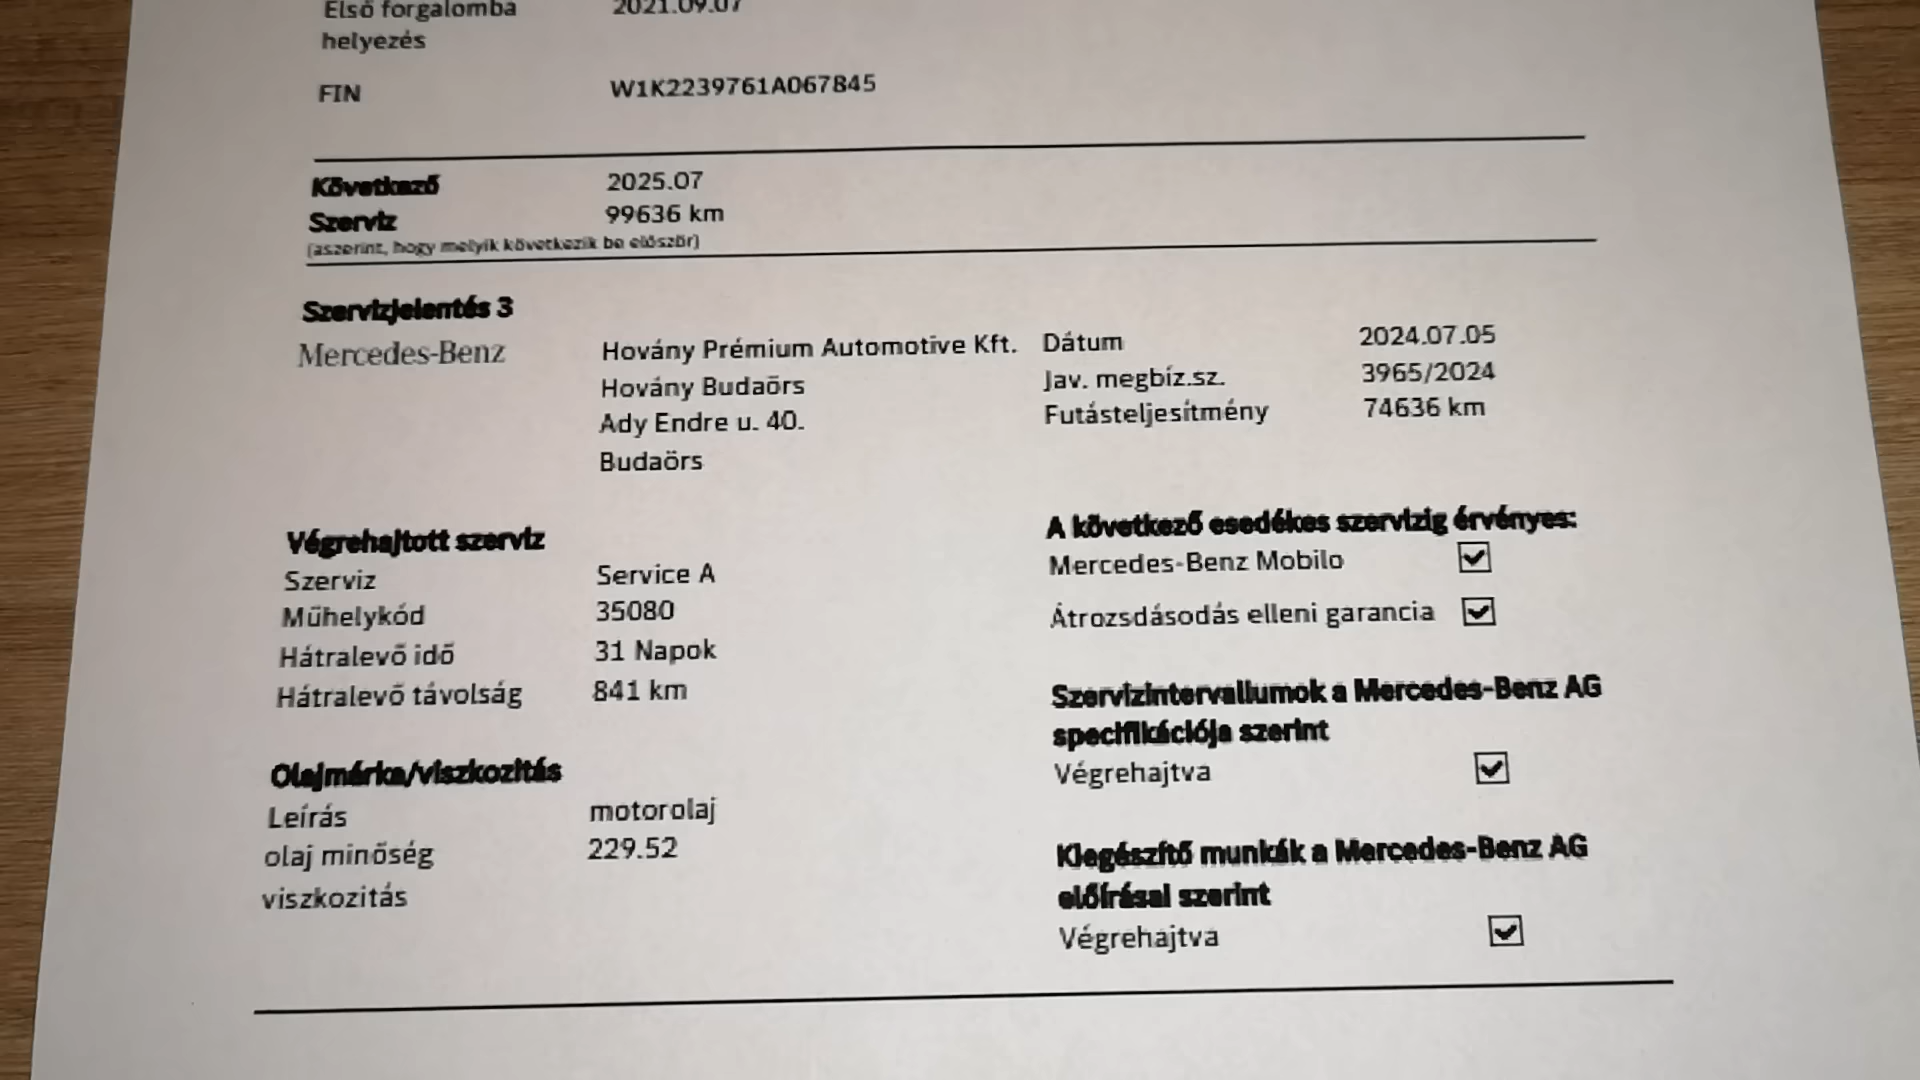 Első forgalomba 2021.09.07
helyezés
FIN W1K2239761A067845
Következő 2025.07
Szerviz 99636 km
(aszerint, hogy melyik következik be először)
Szervizjelentés 3
Mercedes-Benz Hovány Prémium Automotive Kft. Dátum 2024.07.05
Hovány Budaörs Jav. megbíz.sz. 3965/2024
Ady Endre u. 40. Futásteljesítmény 74636 km
Budaörs
Végrehajtott szerviz
Szerviz Service A
Műhelykód 35080
Hátralevő idő 31 Napok
Hátralevő távolság 841 km
Olajmárka/viszkozitás
Leírás motorolaj
olaj minőség 229.52
viszkozitás
A következő esedékes szervizig érvényes:
Mercedes-Benz Mobilo
Átrozsdásodás elleni garancia
Szervizintervallumok a Mercedes-Benz AG
specifikációja szerint
Végrehajtva
Kiegészítő munkák a Mercedes-Benz AG
előírásai szerint
Végrehajtva